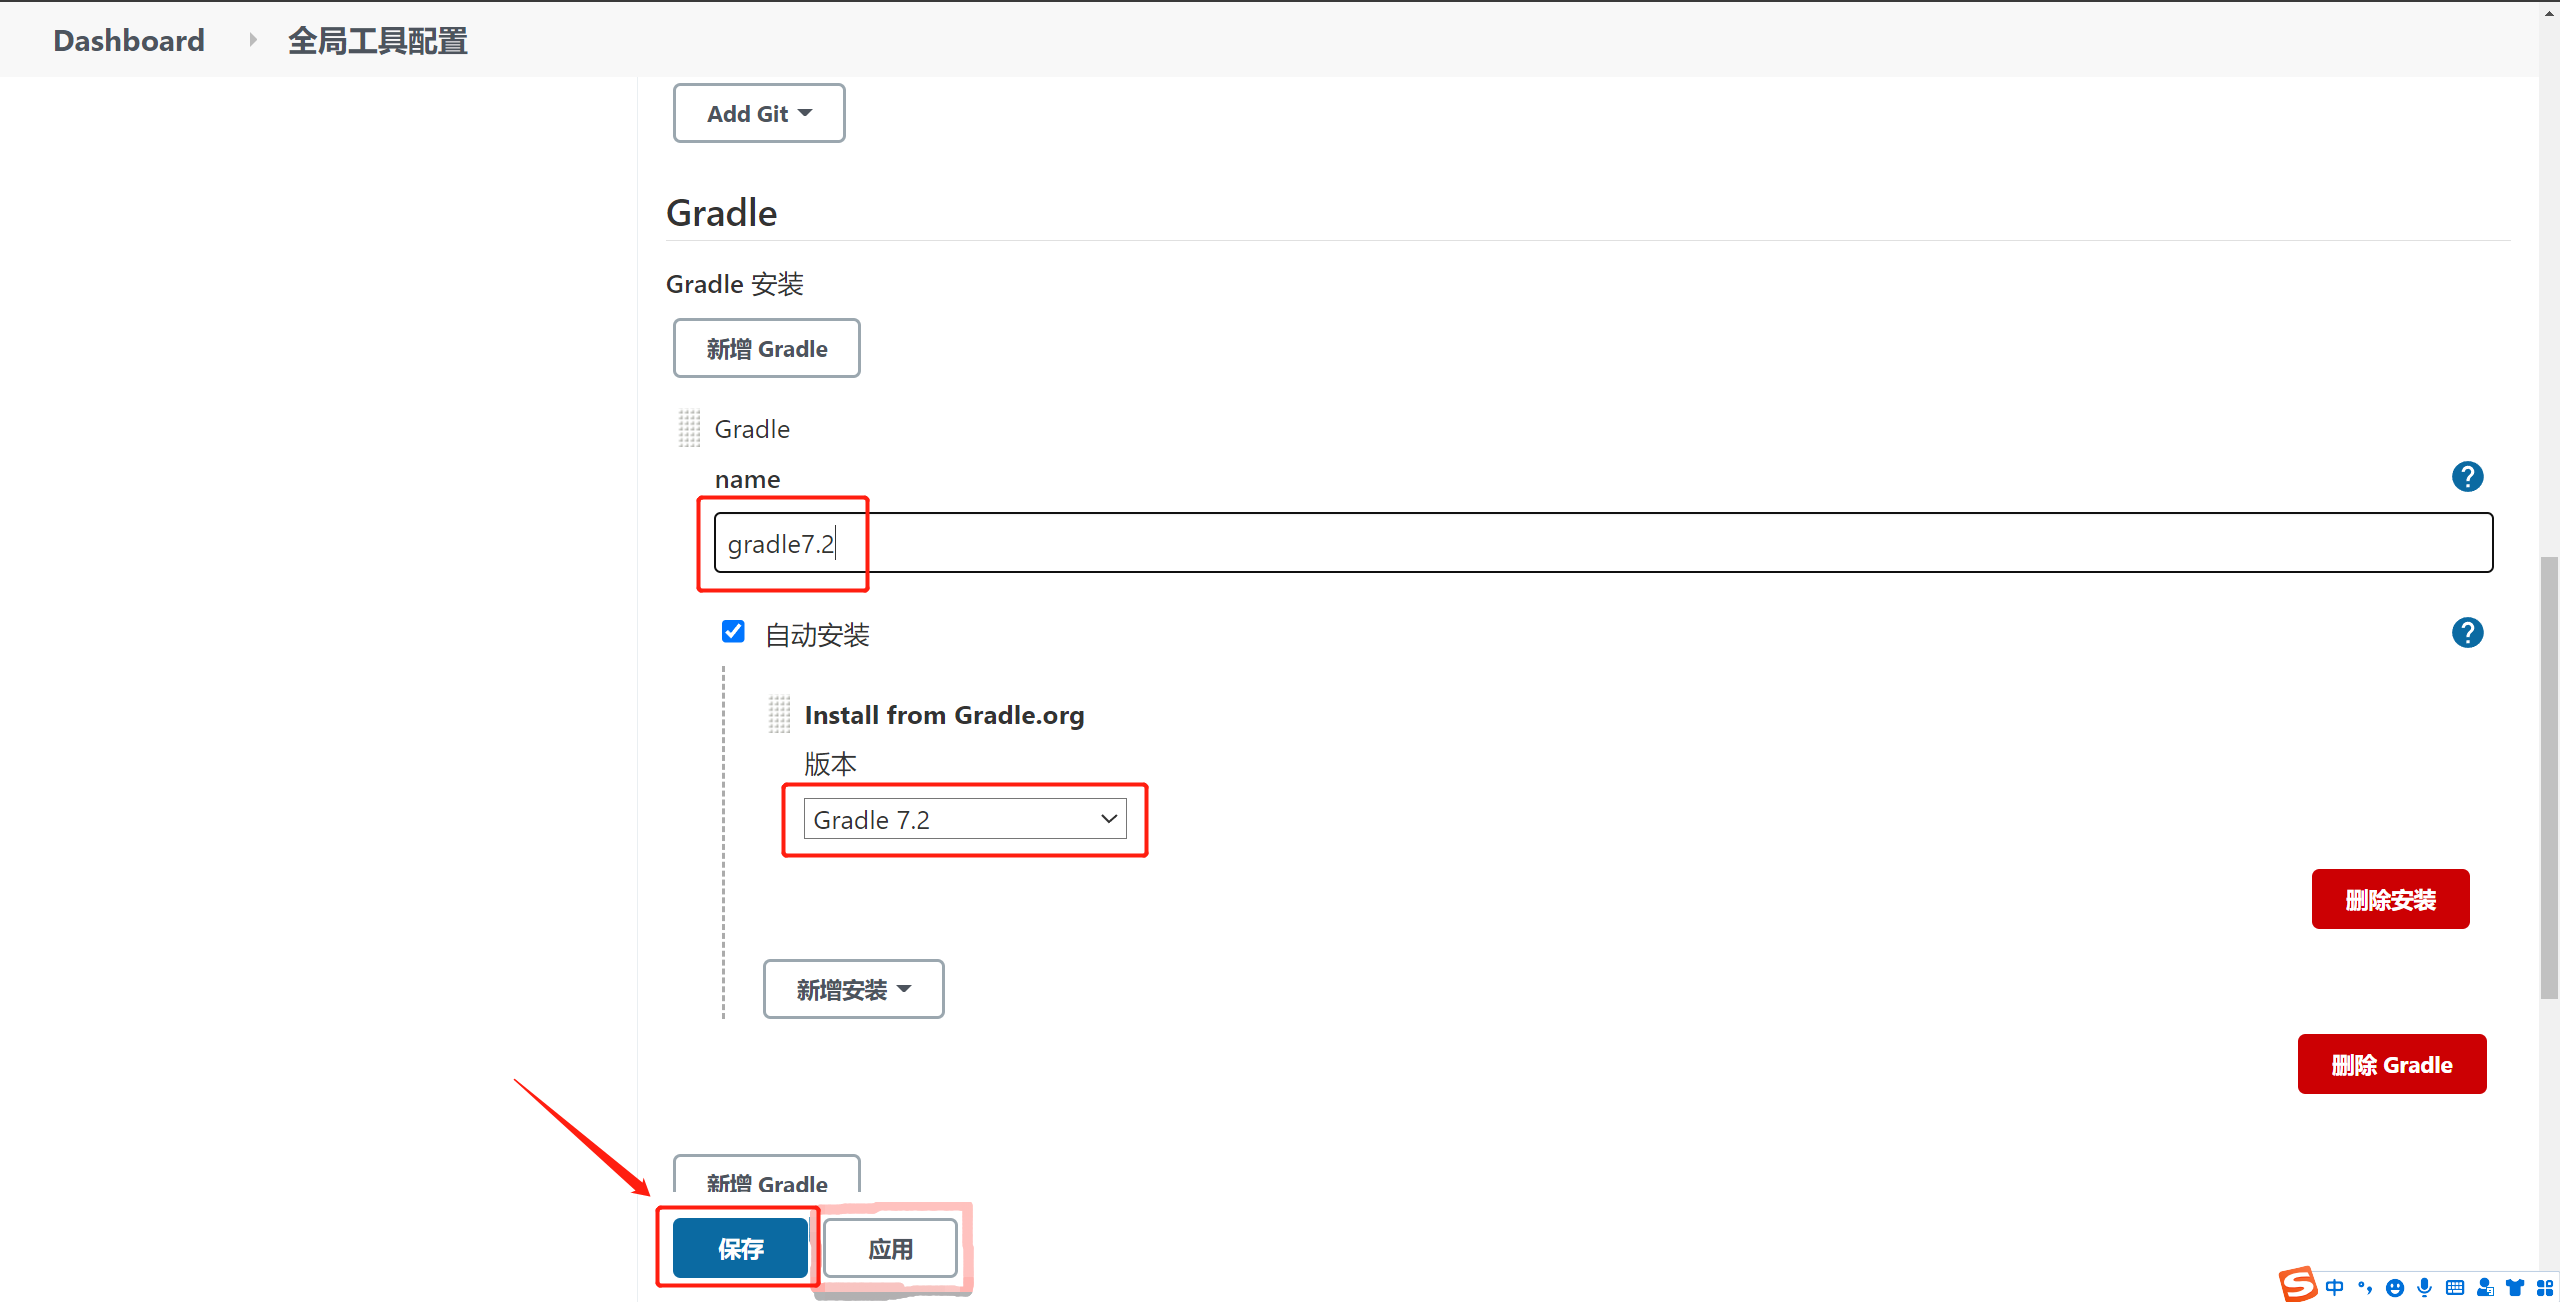 Dashboard 全局工具配置
Add Git
Gradle
Gradle 安装
新增 Gradle
Gradle
name
?
gradle7.2
自动安装
?
Install from Gradle.org
版本
Gradle 7.2
删除安装
新增安装
删除 Gradle
新增 Gradle
保存
应用
S 中